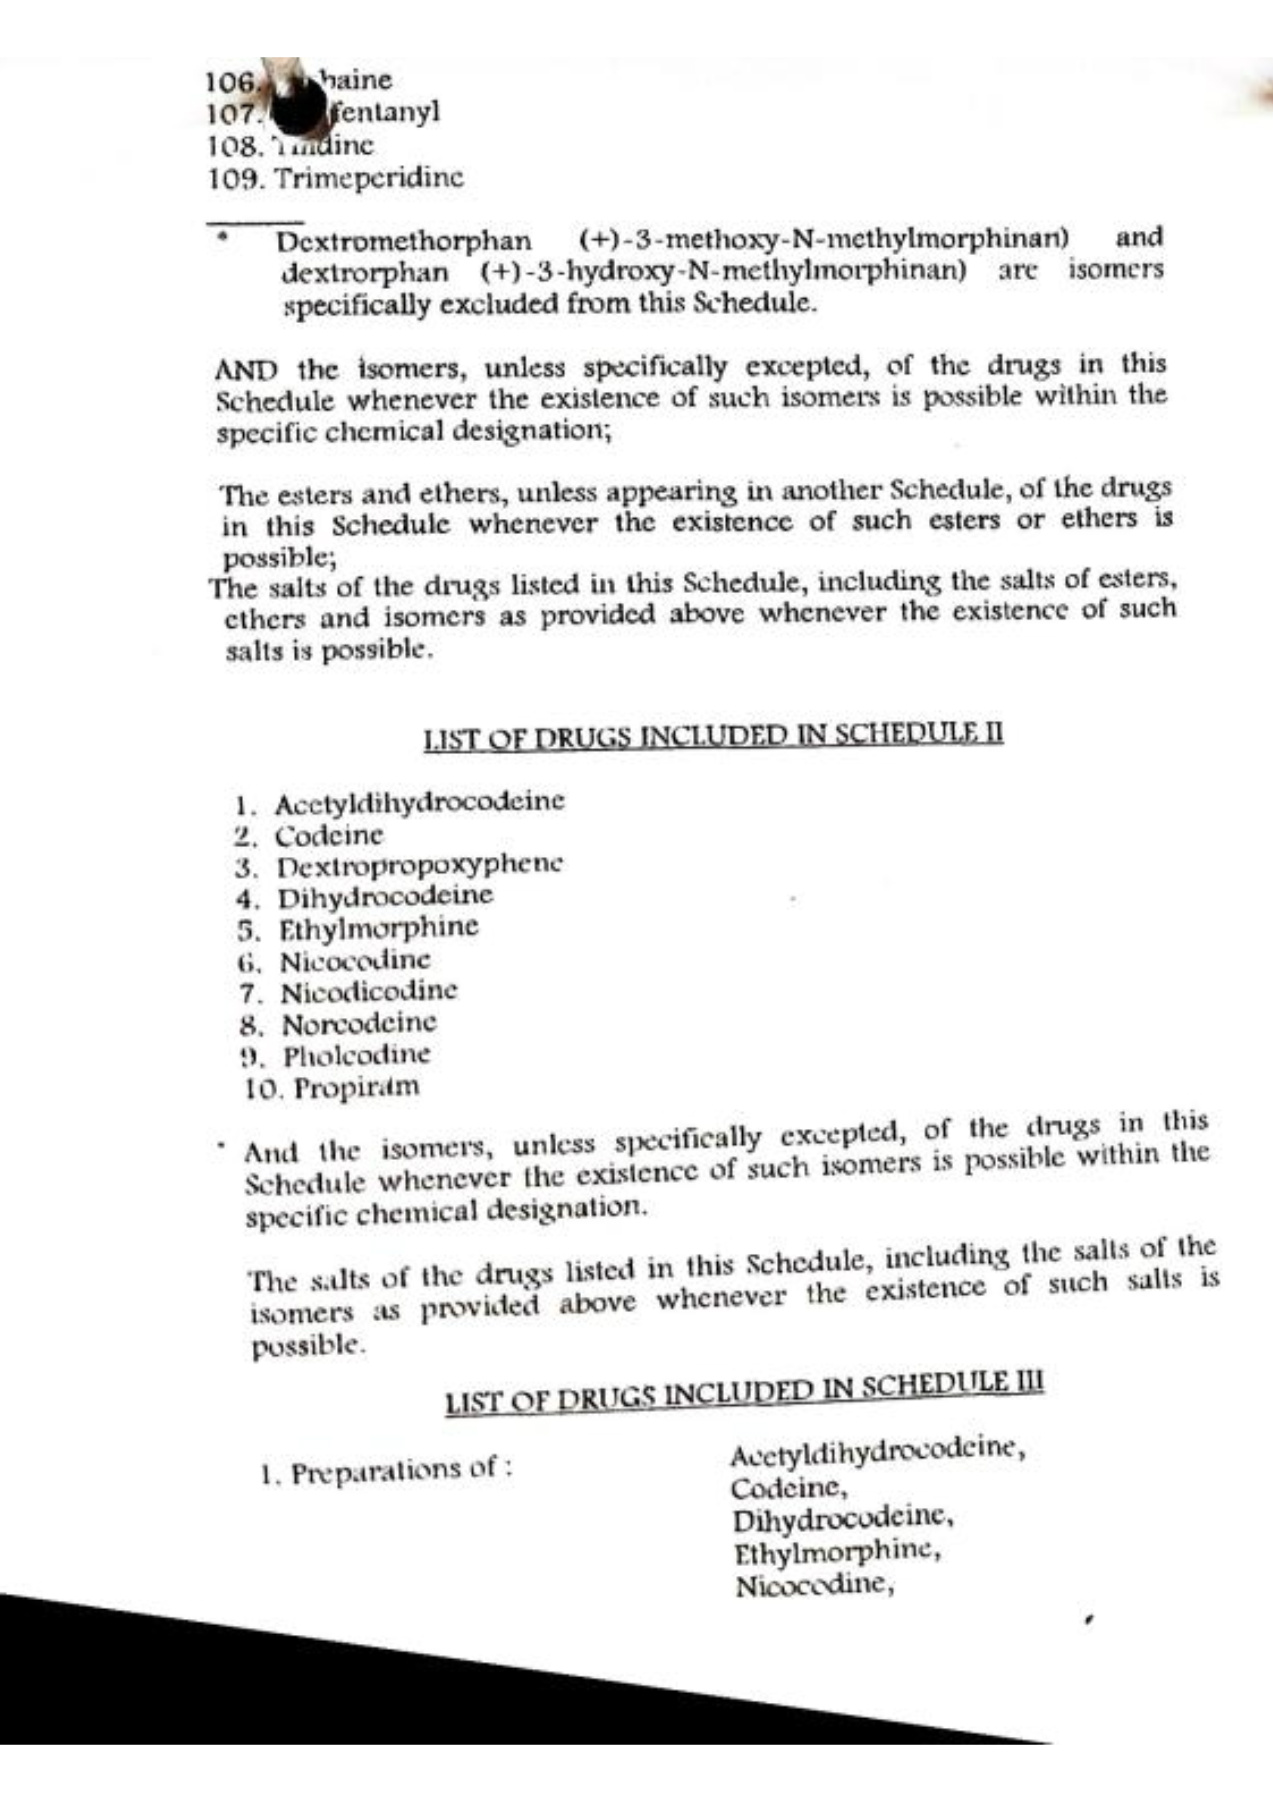 106. baine
107. fentanyl
108.
109. Trimeperidine
* Dextromethorphan (+)-3-methoxy-N-methylmorphinan) and
dextrorphan (+)-3-hydroxy-N-methylmorphinan) are isomers
specifically excluded from this Schedule.
AND the isomers, unless specifically excepted, of the drugs in this
Schedule whenever the existence of such isomers is possible within the
specific chemical designation;
The esters and ethers, unless appearing in another Schedule, of the drugs
in this Schedule whenever the existence of such esters or ethers is
possible;
The salts of the drugs listed in this Schedule, including the salts of esters,
ethers and isomers as provided above whenever the existence of such
salts is possible.
LIST OF DRUGS INCLUDED IN SCHEDULE II
1. Acetyldihydrocodeine
2. Codeine
3. Dextropropoxyphene
4. Dihydrocodeine
5. Ethylmorphine
6. Nicocodine
7. Nicodicodine
8. Norcodeine
9. Pholcodine
10. Propiram
* And the isomers, unless specifically excepted, of the drugs in this
Schedule whenever the existence of such isomers is possible within the
specific chemical designation.
The salts of the drugs listed in this Schedule, including the salts of the
isomers as provided above whenever the existence of such salts is
possible.
LIST OF DRUGS INCLUDED IN SCHEDULE III
1. Preparations of : Acetyldihydrocodeine,
Codeine,
Dihydrocodeine,
Ethylmorphine,
Nicocodine,